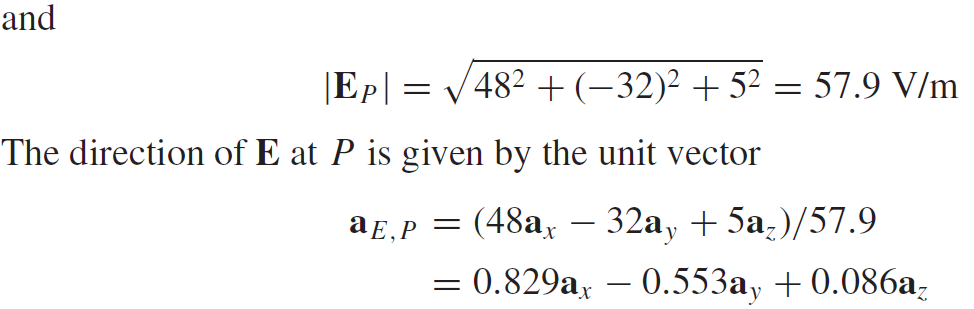 and
|E_P| = √48² + (−32)² + 5² = 57.9 V/m
The direction of E at P is given by the unit vector
a_{E,P} = (48a_x − 32a_y + 5a_z)/57.9
= 0.829a_x − 0.553a_y + 0.086a_z